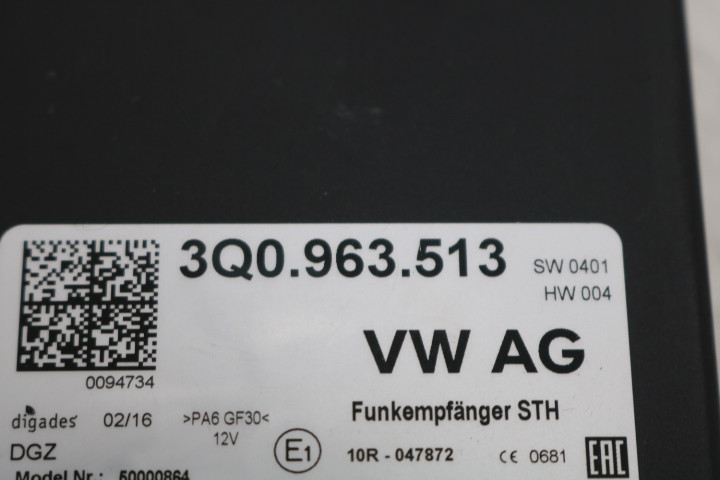 3Q0.963.513
SW 0401
HW 004
VW AG
0094734
digades 02/16 >PA6 GF30< Funkempfänger STH
DGZ 12V E1 10R - 047872 CE 0681 EAC
Model Nr.: 50000864